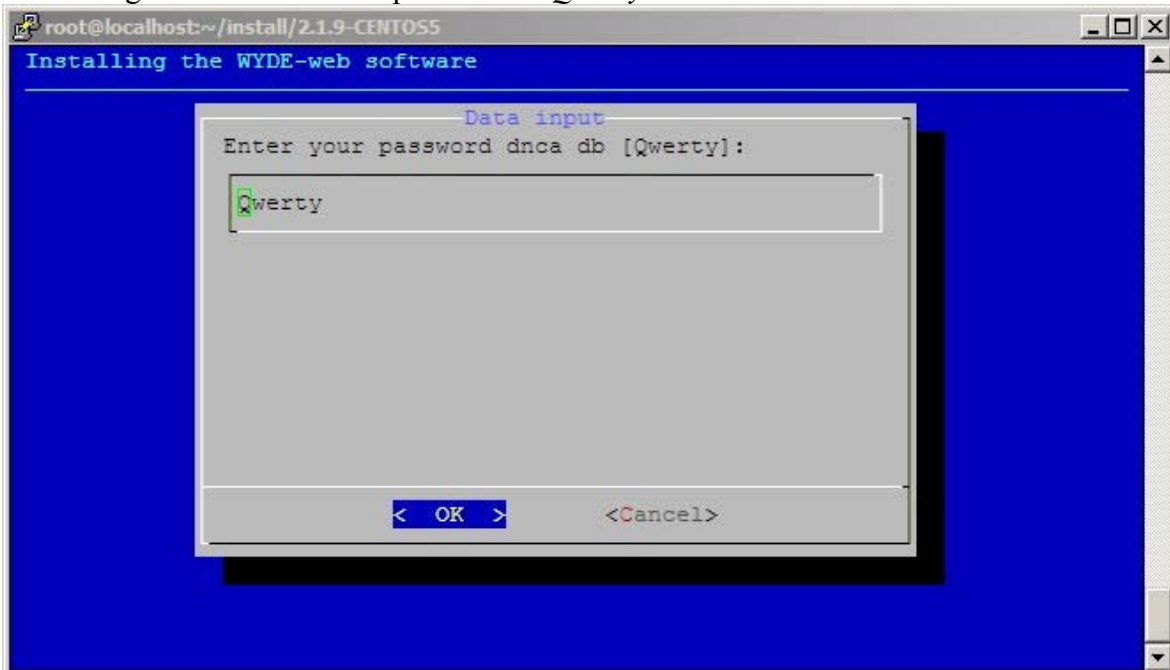 root@localhost:~/install/2.1.9-CENTOS5
Installing the WYDE-web software
Data input
Enter your password dnca db [Qwerty]:
Qwerty
< OK > <Cancel>